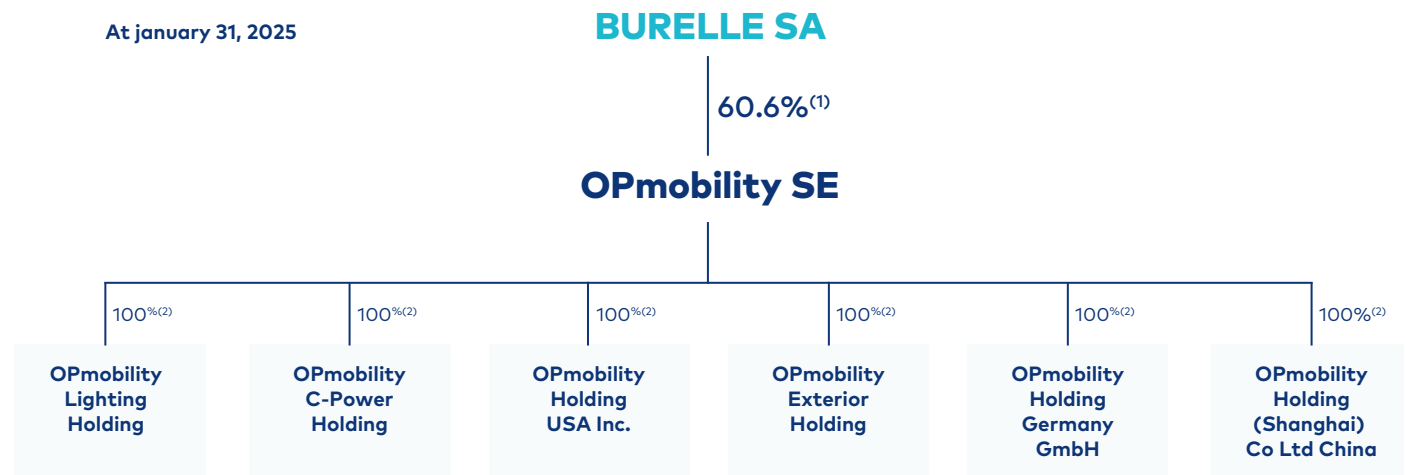 At january 31, 2025
BURELLE SA
60.6%(1)
OPmobility SE
100%(2)
100%(2)
100%(2)
100%(2)
100%(2)
100%(2)
OPmobility
Lighting
Holding
OPmobility
C-Power
Holding
OPmobility
Holding
USA Inc.
OPmobility
Exterior
Holding
OPmobility
Holding
Germany
GmbH
OPmobility
Holding
(Shanghai)
Co Ltd China